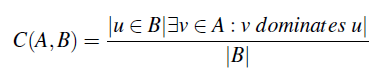 C(A,B) = |u ∈ B|∃v ∈ A : v dominates u| / |B|